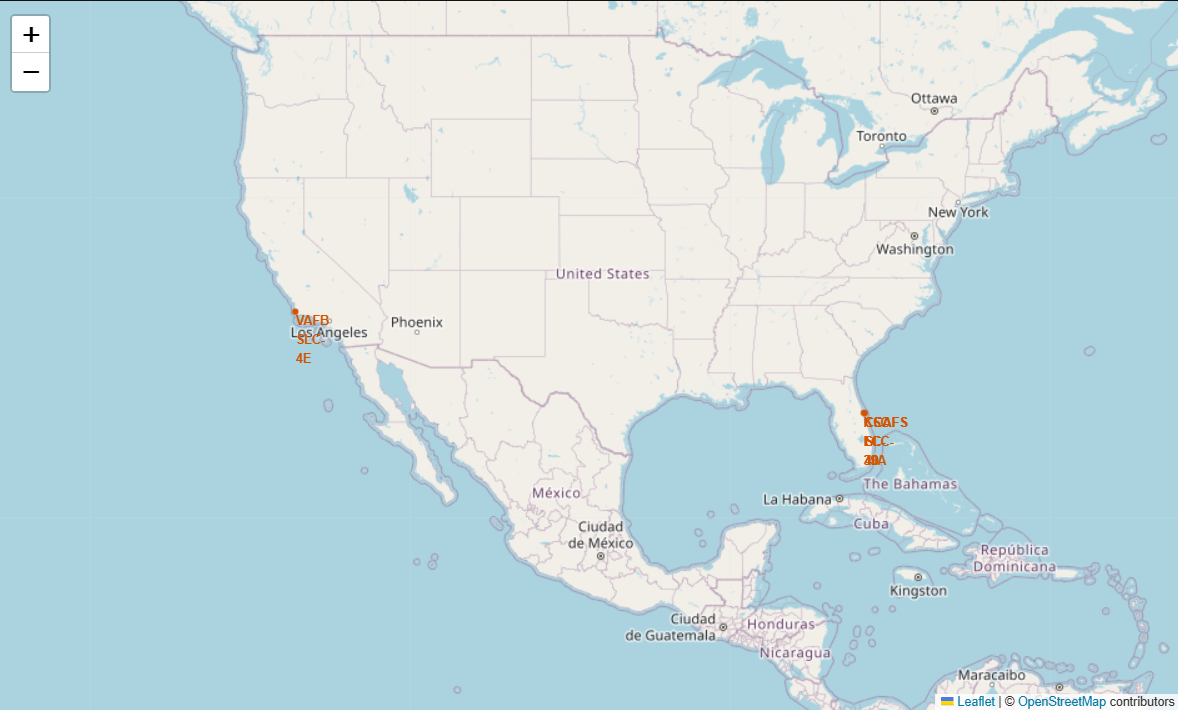 +
−
Ottawa
Toronto
New York
Washington
United States
Phoenix
VAFB
Los Angeles
SLC-
4E
The Bahamas
La Habana
Cuba
México
Ciudad
de México
República
Dominicana
Kingston
Ciudad
de Guatemala
Honduras
Nicaragua
Maracaibo
Leaflet | © OpenStreetMap contributors